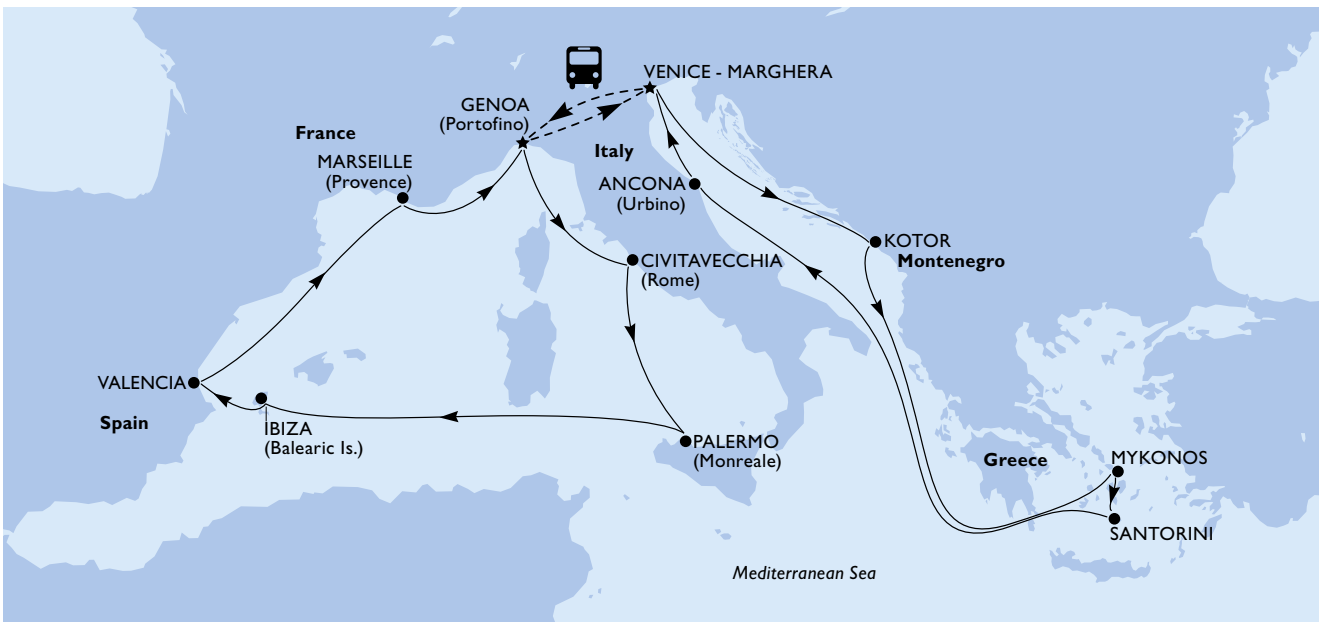 VENICE - MARGHERA
GENOA
(Portofino)
France
MARSEILLE
(Provence)
Italy
ANCONA
(Urbino)
KOTOR
Montenegro
CIVITAVECCHIA
(Rome)
VALENCIA
Spain
IBIZA
(Balearic Is.)
PALERMO
(Monreale)
Greece
MYKONOS
SANTORINI
Mediterranean Sea